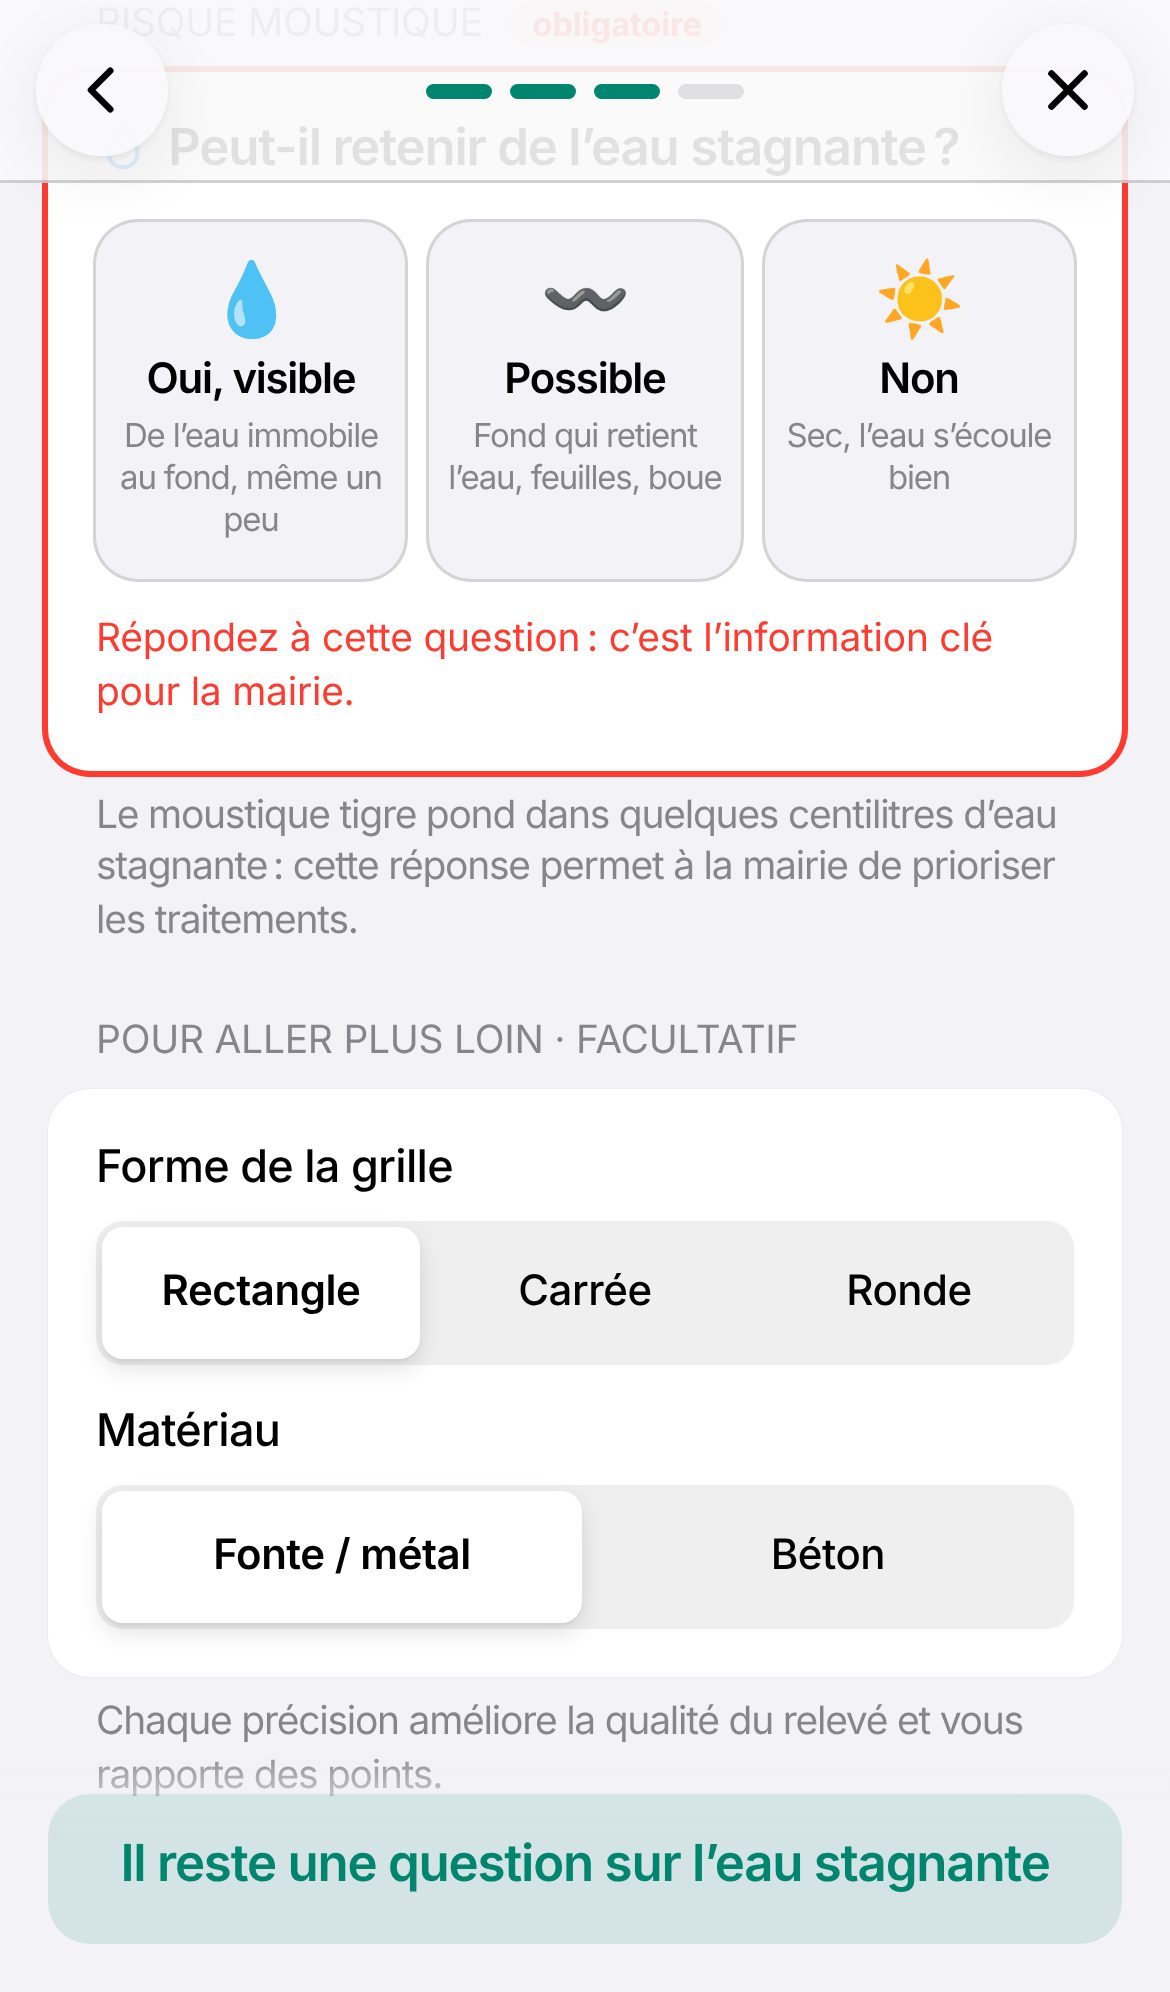 RISQUE MOUSTIQUE obligatoire
Peut-il retenir de l’eau stagnante ?
Oui, visible
De l’eau immobile
au fond, même un
peu
Possible
Fond qui retient
l’eau, feuilles, boue
Non
Sec, l’eau s’écoule
bien
Répondez à cette question : c’est l’information clé
pour la mairie.
Le moustique tigre pond dans quelques centilitres d’eau
stagnante : cette réponse permet à la mairie de prioriser
les traitements.
POUR ALLER PLUS LOIN · FACULTATIF
Forme de la grille
Rectangle Carrée Ronde
Matériau
Fonte / métal Béton
Chaque précision améliore la qualité du relevé et vous
rapporte des points.
Il reste une question sur l’eau stagnante